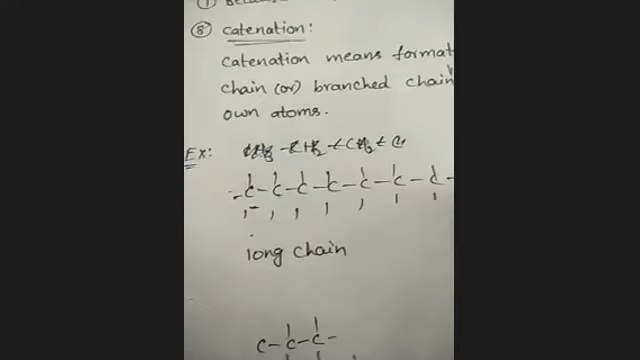 ⑧ Catenation:
Catenation means format
chain (or) branched chain
own atoms.
Ex:
-C-C-C-C-C-C-C-
long chain
C-C-C-